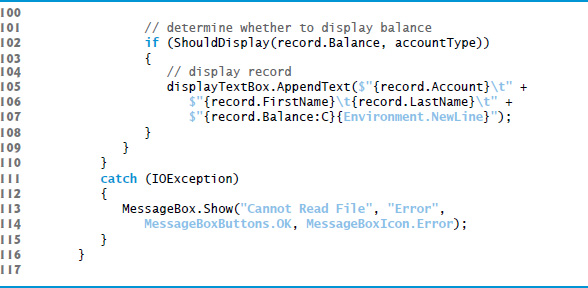 100
101 // determine whether to display balance
102 if (ShouldDisplay(record.Balance, accountType))
103 {
104 // display record
105 displayTextBox.AppendText($"{record.Account}\t" +
106 $"{record.FirstName}\t{record.LastName}\t" +
107 $"{record.Balance:C}{Environment.NewLine}");
108 }
109 }
110 }
111 catch (IOException)
112 {
113 MessageBox.Show("Cannot Read File", "Error",
114 MessageBoxButtons.OK, MessageBoxIcon.Error);
115 }
116 }
117